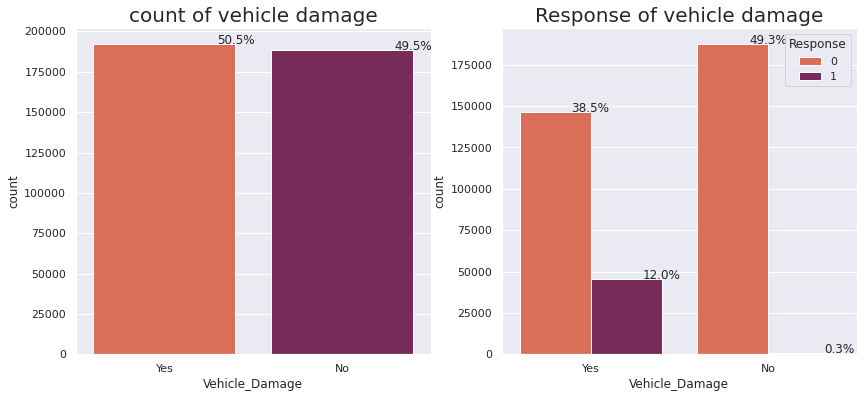 count of vehicle damage
50.5%
49.5%
200000
175000
150000
125000
100000
75000
50000
25000
0
count
Yes
No
Vehicle_Damage
Response of vehicle damage
49.3%
Response
0
1
38.5%
12.0%
0.3%
175000
150000
125000
100000
75000
50000
25000
0
count
Yes
No
Vehicle_Damage